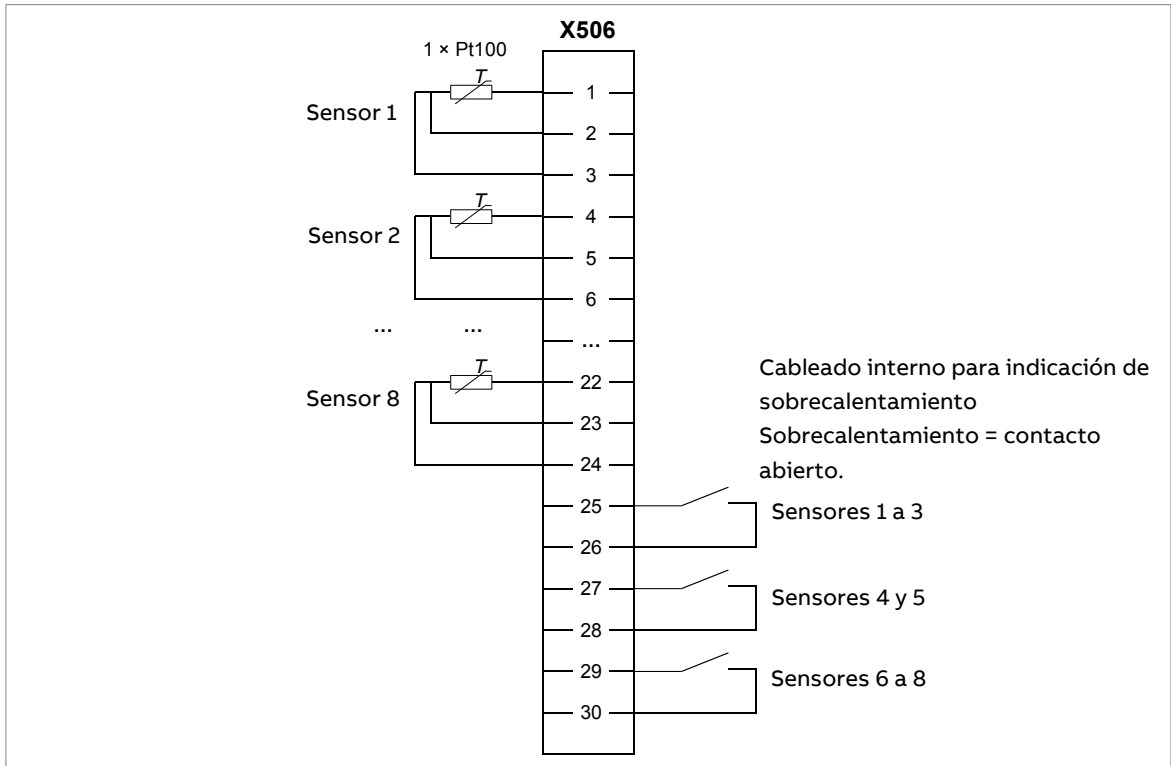 X506
1 × Pt100
T
1
Sensor 1
2
3
T
4
Sensor 2
5
6
... ...
...
T
22
Sensor 8
23
24
Cableado interno para indicación de
sobrecalentamiento
Sobrecalentamiento = contacto
abierto.
25
Sensores 1 a 3
26
27
Sensores 4 y 5
28
29
Sensores 6 a 8
30